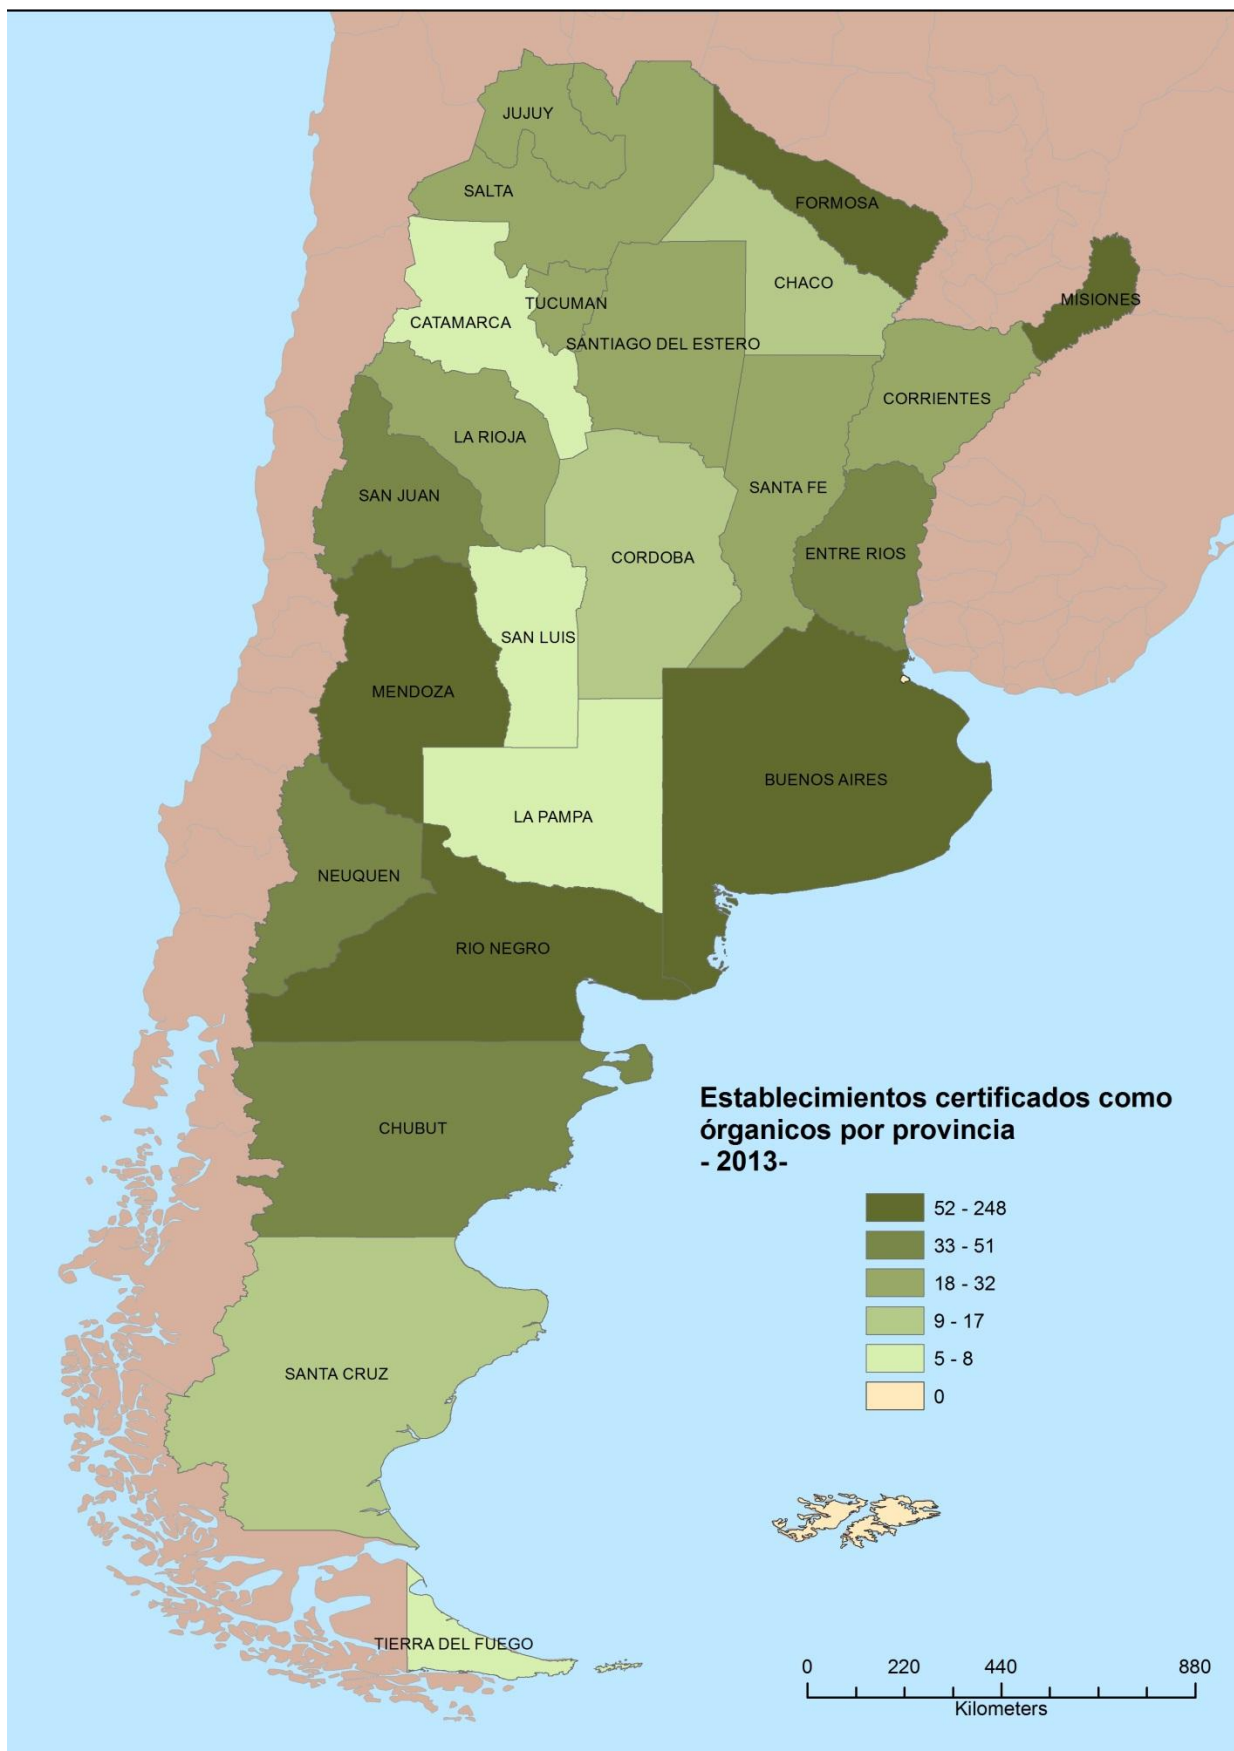 JUJUY
SALTA
FORMOSA
CHACO
MISIONES
TUCUMAN
CATAMARCA
SANTIAGO DEL ESTERO
CORRIENTES
LA RIOJA
SANTA FE
SAN JUAN
ENTRE RIOS
CORDOBA
SAN LUIS
MENDOZA
BUENOS AIRES
LA PAMPA
NEUQUEN
RIO NEGRO
CHUBUT
SANTA CRUZ
TIERRA DEL FUEGO
Establecimientos certificados como
órganicos por provincia
- 2013-
52 - 248
33 - 51
18 - 32
9 - 17
5 - 8
0
0 220 440 880
Kilometers